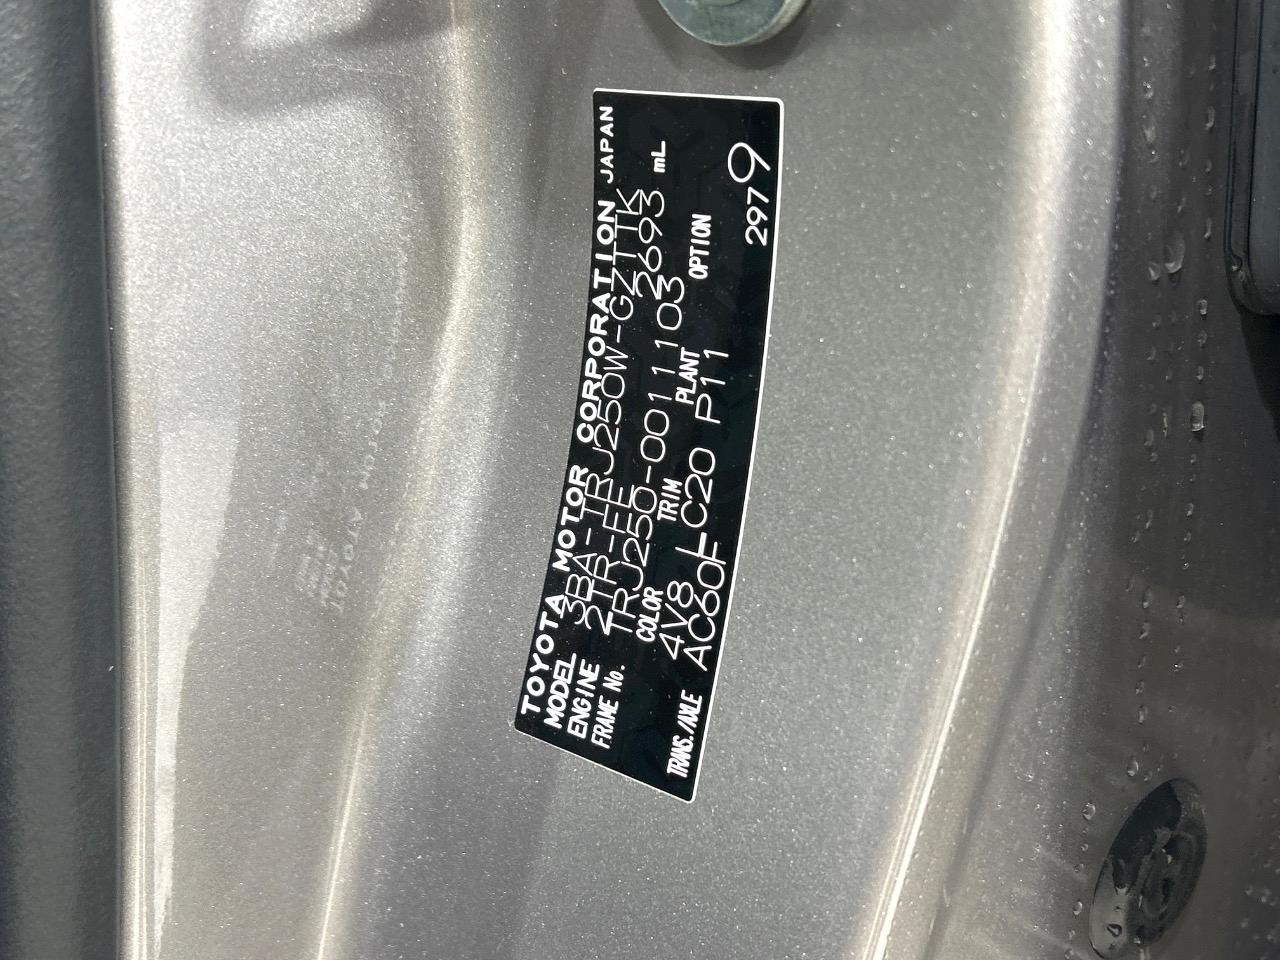 TOYOTA MOTOR CORPORATION JAPAN
MODEL 3BA-TRJ250W-GZTTK
ENGINE 2TR-FE 2693 mL
FRAME No. TRJ250-0011103
COLOR TRIM PLANT OPTION
4V8 LC20 P11
TRANS./AXLE AC60F
2979